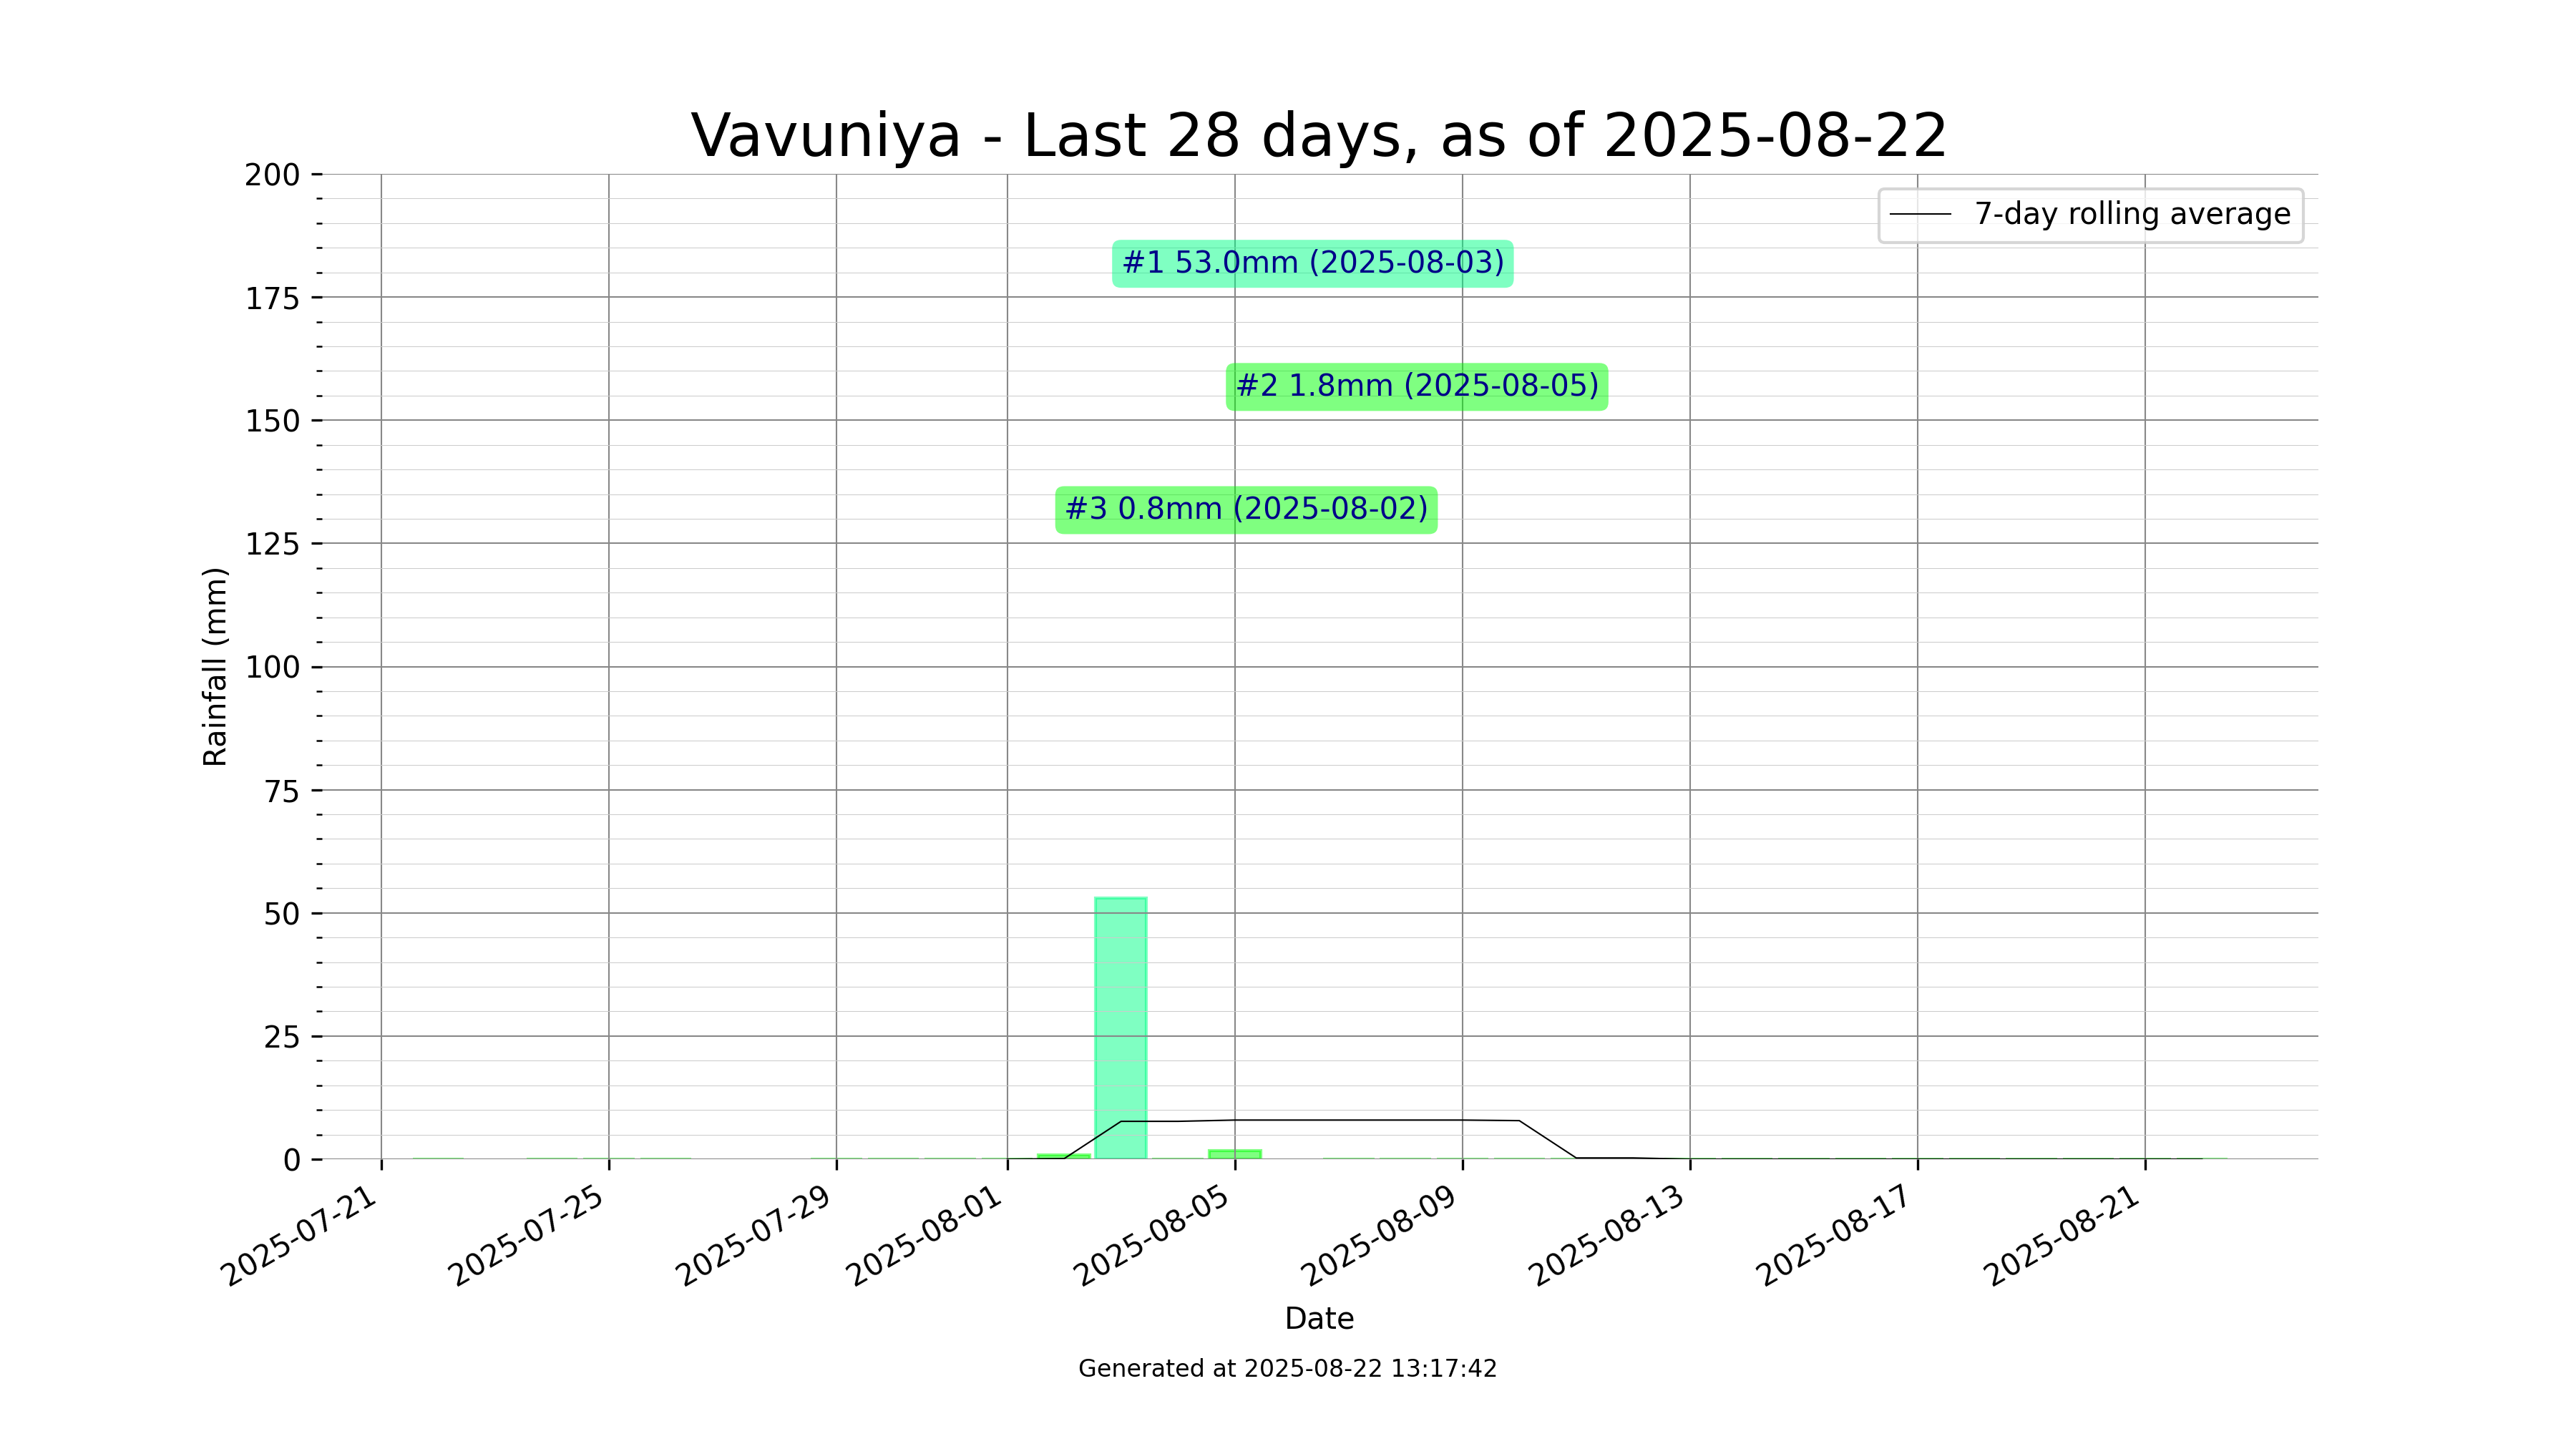 Vavuniya - Last 28 days, as of 2025-08-22
7-day rolling average
#1 53.0mm (2025-08-03)
#2 1.8mm (2025-08-05)
#3 0.8mm (2025-08-02)
Rainfall (mm)
200
175
150
125
100
75
50
25
0
2025-07-21
2025-07-25
2025-07-29
2025-08-01
2025-08-05
2025-08-09
2025-08-13
2025-08-17
2025-08-21
Date
Generated at 2025-08-22 13:17:42